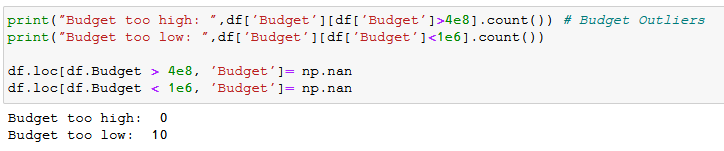 print("Budget too high: ",df['Budget'][df['Budget']>4e8].count()) # Budget Outliers
print("Budget too low: ",df['Budget'][df['Budget']<1e6].count())
df.loc[df.Budget > 4e8, 'Budget']= np.nan
df.loc[df.Budget < 1e6, 'Budget']= np.nan
Budget too high:  0
Budget too low:  10